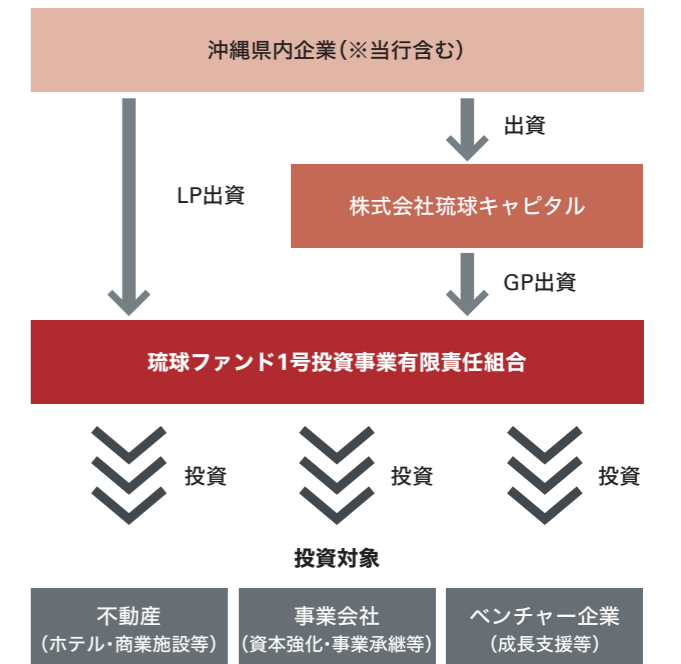 沖縄県内企業（※当行含む）
出資
LP出資
株式会社琉球キャピタル
GP出資
琉球ファンド1号投資事業有限責任組合
投資
投資
投資
投資対象
不動産
（ホテル・商業施設等）
事業会社
（資本強化・事業承継等）
ベンチャー企業
（成長支援等）